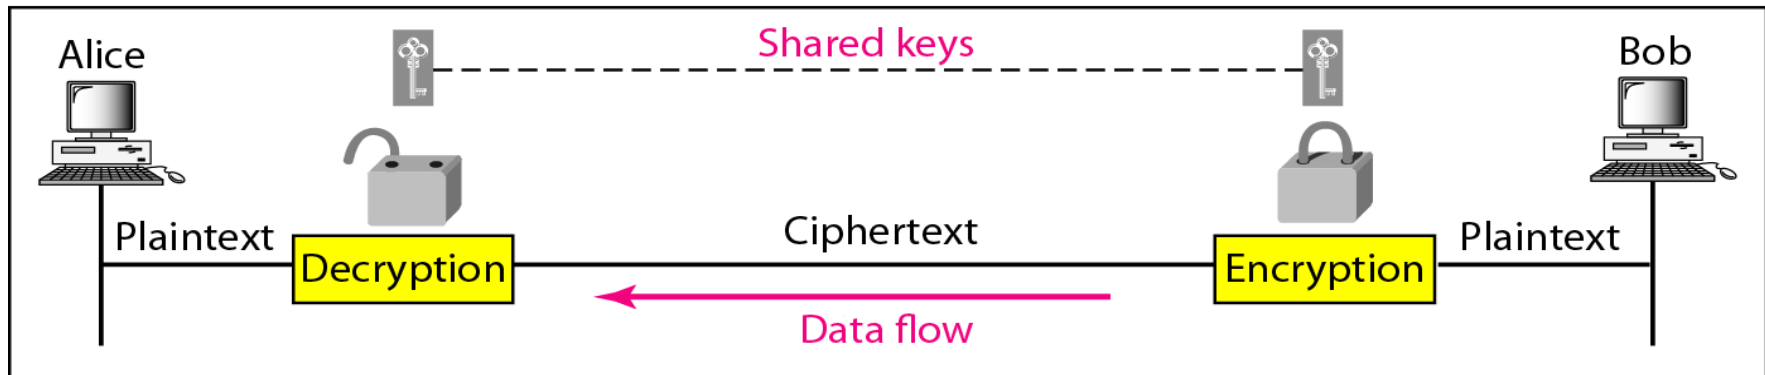 Alice
Shared keys
Bob
Plaintext
Decryption
Ciphertext
Encryption
Plaintext
Data flow